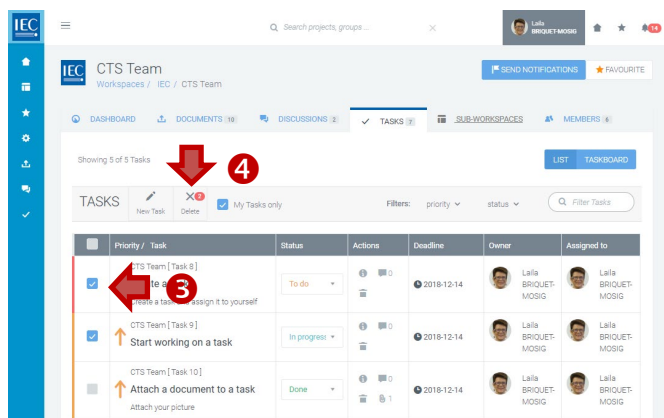 IEC
Search projects, groups ...
Laila
BRIQUET-MOSIG
14
IEC
CTS Team
Workspaces / IEC / CTS Team
SEND NOTIFICATIONS
FAVOURITE
DASHBOARD
DOCUMENTS 10
DISCUSSIONS 2
TASKS 7
SUB-WORKSPACES
MEMBERS 6
Showing 5 of 5 Tasks
4
LIST
TASKBOARD
TASKS
New Task
2
Delete
My Tasks only
Filters:
priority
status
Filter Tasks
Priority / Task
Status
Actions
Deadline
Owner
Assigned to
CTS Team [ Task 8 ]
3
Create a task and assign it to yourself
To do
0
2018-12-14
Laila
BRIQUET-
MOSIG
Laila
BRIQUET-
MOSIG
CTS Team [ Task 9 ]
Start working on a task
In progress
0
2018-12-14
Laila
BRIQUET-
MOSIG
Laila
BRIQUET-
MOSIG
CTS Team [ Task 10 ]
Attach a document to a task
Attach your picture
Done
0
1
2018-12-14
Laila
BRIQUET-
MOSIG
Laila
BRIQUET-
MOSIG